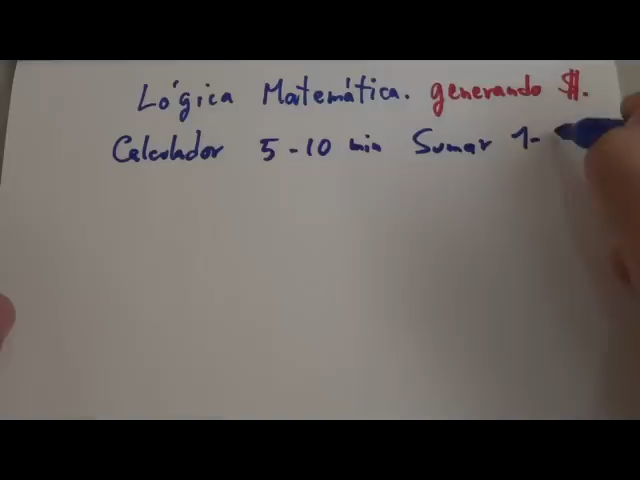 Lógica Matemática. generando $.
Calculador 5-10 min Sumar 1-